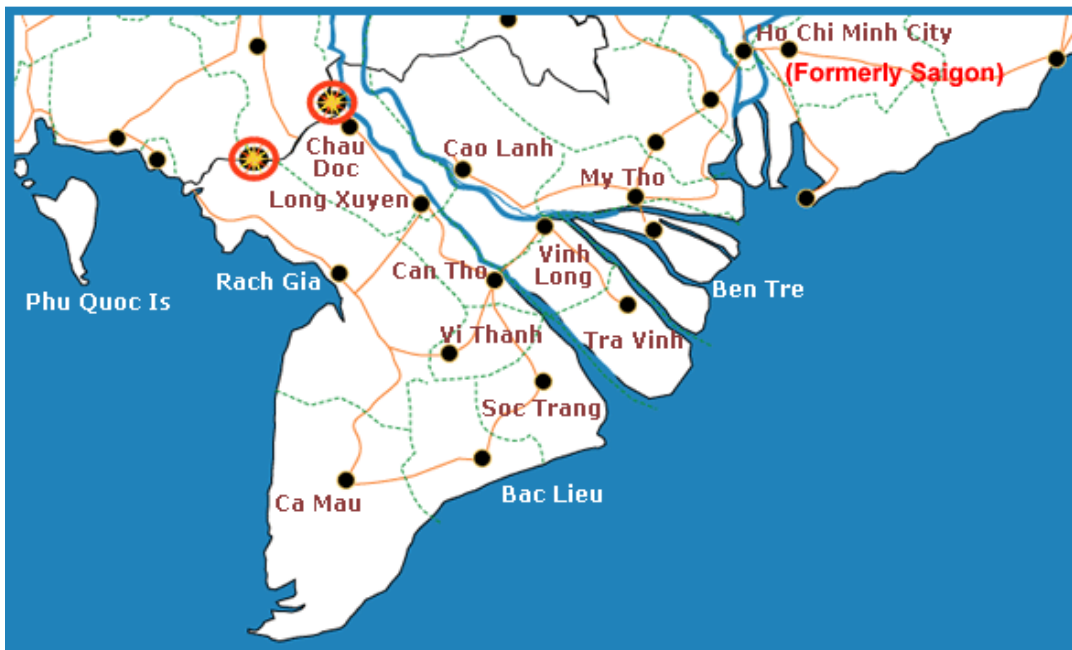 Ho Chi Minh City
(Formerly Saigon)
Chau
Doc
Cao Lanh
My Tho
Long Xuyen
Vinh
Long
Can Tho
Rach Gia
Ben Tre
Phu Quoc Is
Vi Thanh
Tra Vinh
Soc Trang
Bac Lieu
Ca Mau